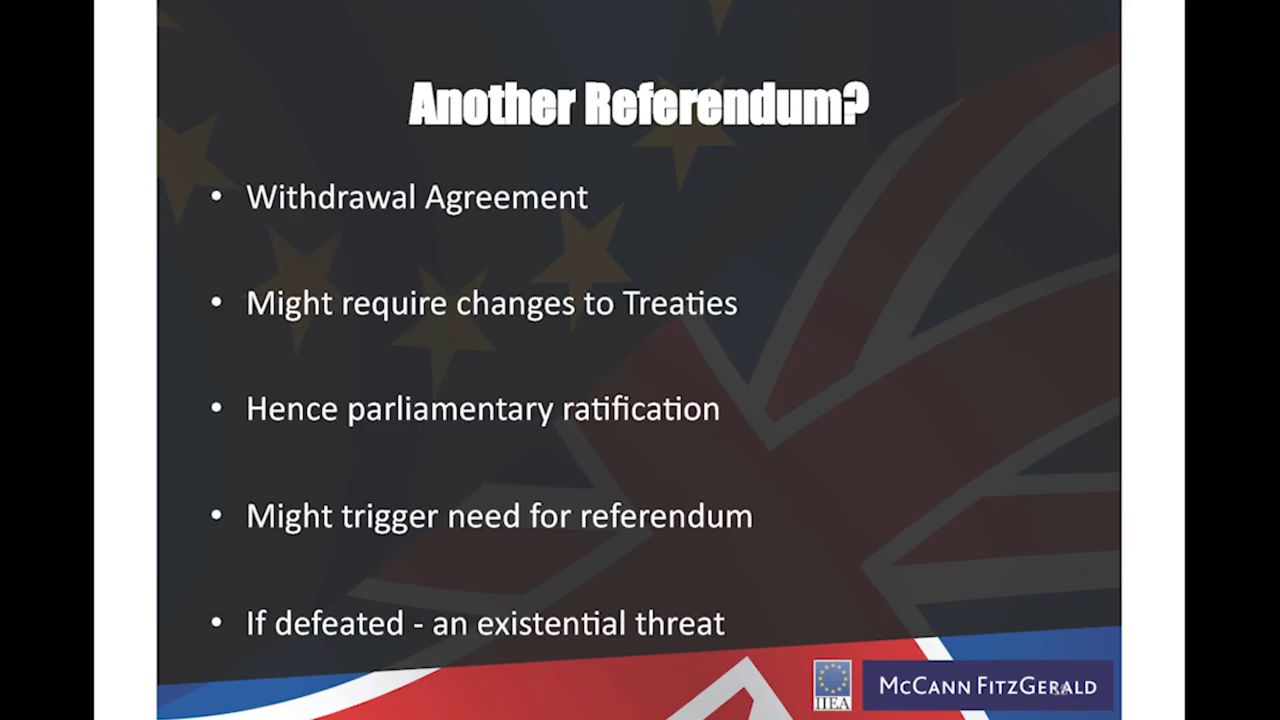 Another Referendum?
• Withdrawal Agreement
• Might require changes to Treaties
• Hence parliamentary ratification
• Might trigger need for referendum
• If defeated - an existential threat
IIEA
MCCANN FITZGERALD